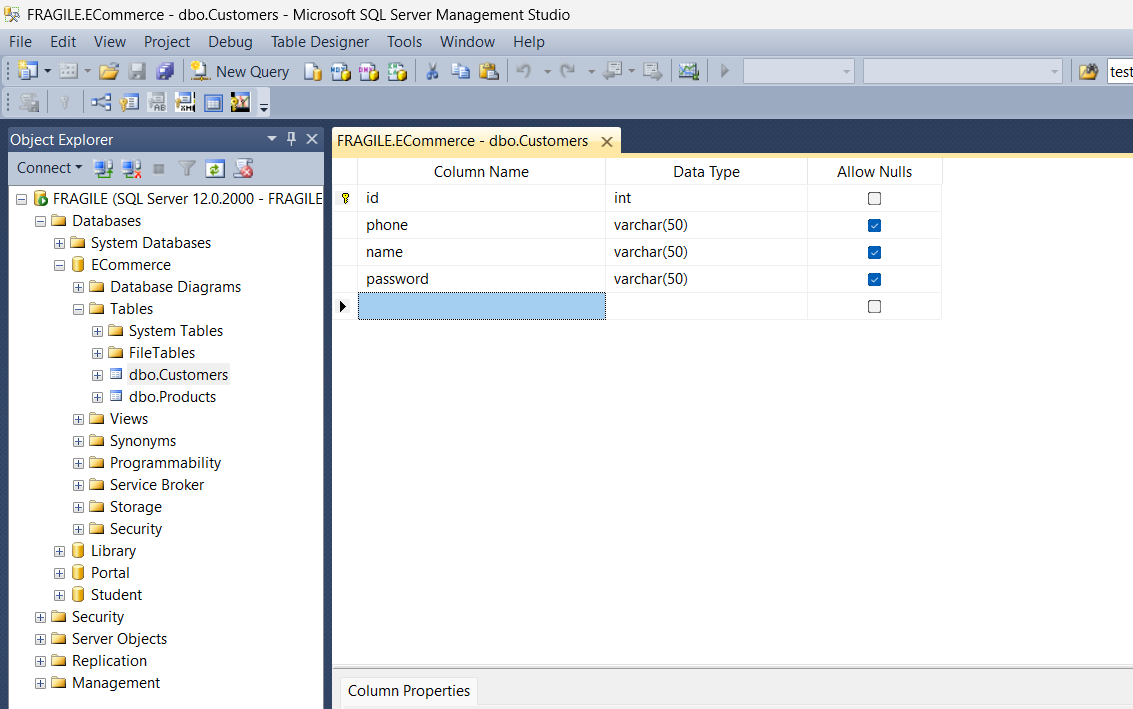 FRAGILE.ECommerce - dbo.Customers - Microsoft SQL Server Management Studio
File Edit View Project Debug Table Designer Tools Window Help
New Query test
Object Explorer
Connect
FRAGILE (SQL Server 12.0.2000 - FRAGILE
Databases
System Databases
ECommerce
Database Diagrams
Tables
System Tables
FileTables
dbo.Customers
dbo.Products
Views
Synonyms
Programmability
Service Broker
Storage
Security
Library
Portal
Student
Security
Server Objects
Replication
Management
FRAGILE.ECommerce - dbo.Customers
Column Name Data Type Allow Nulls
id int
phone varchar(50)
name varchar(50)
password varchar(50)
Column Properties